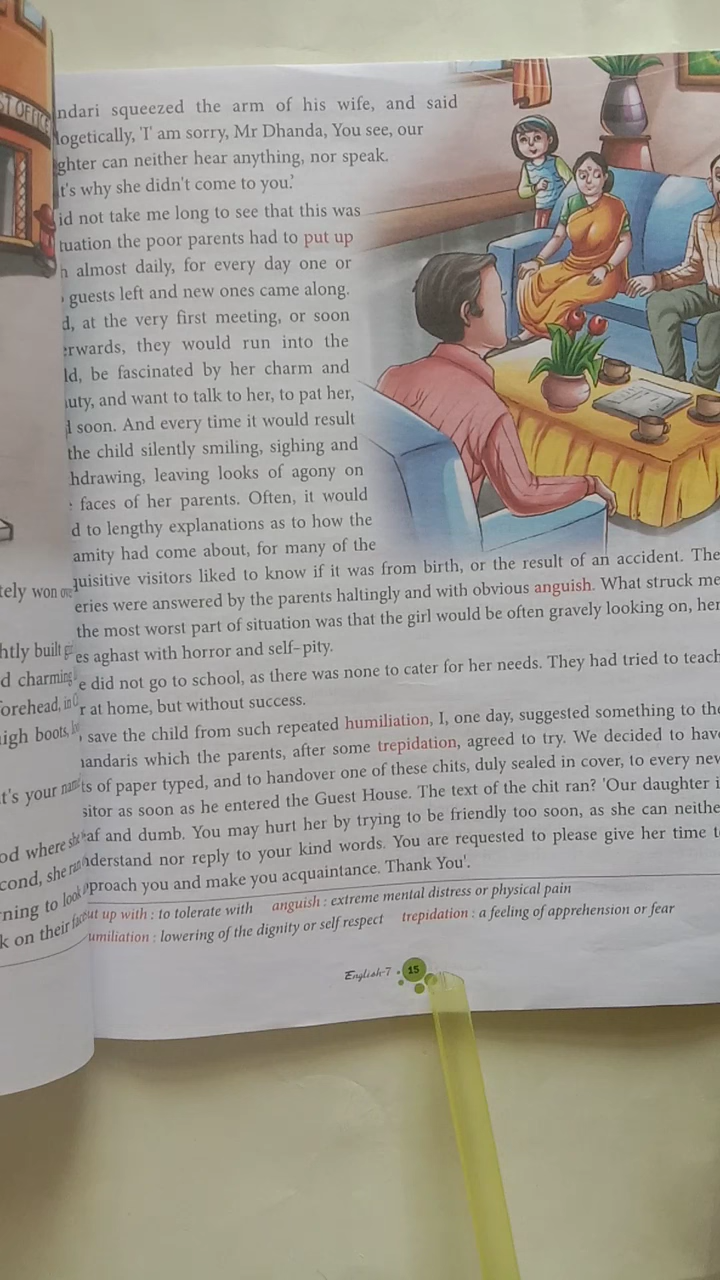 ST OFFICE
ndari squeezed the arm of his wife, and said
logetically, 'I' am sorry, Mr Dhanda, You see, our
ghter can neither hear anything, nor speak.
t's why she didn't come to you.'
id not take me long to see that this was
tuation the poor parents had to put up
h almost daily, for every day one or
guests left and new ones came along.
d, at the very first meeting, or soon
erwards, they would run into the
ld, be fascinated by her charm and
uty, and want to talk to her, to pat her,
d soon. And every time it would result
the child silently smiling, sighing and
hdrawing, leaving looks of agony on
faces of her parents. Often, it would
d to lengthy explanations as to how the
amity had come about, for many of the
quisitive visitors liked to know if it was from birth, or the result of an accident. The
eries were answered by the parents haltingly and with obvious anguish. What struck me
the most worst part of situation was that the girl would be often gravely looking on, her
es aghast with horror and self-pity.
e did not go to school, as there was none to cater for her needs. They had tried to teach
r at home, but without success.
save the child from such repeated humiliation, I, one day, suggested something to the
andaris which the parents, after some trepidation, agreed to try. We decided to have
ts of paper typed, and to handover one of these chits, duly sealed in cover, to every new
sitor as soon as he entered the Guest House. The text of the chit ran? 'Our daughter i
af and dumb. You may hurt her by trying to be friendly too soon, as she can neithe
derstand nor reply to your kind words. You are requested to please give her time t
proach you and make you acquaintance. Thank You'.
ut up with : to tolerate with anguish : extreme mental distress or physical pain
umiliation : lowering of the dignity or self respect trepidation : a feeling of apprehension or fear
English-7 15
tely won
htly built
d charming
orehead, in
igh boots,
t's your
od where she
cond, she ran
ning to look
k on their